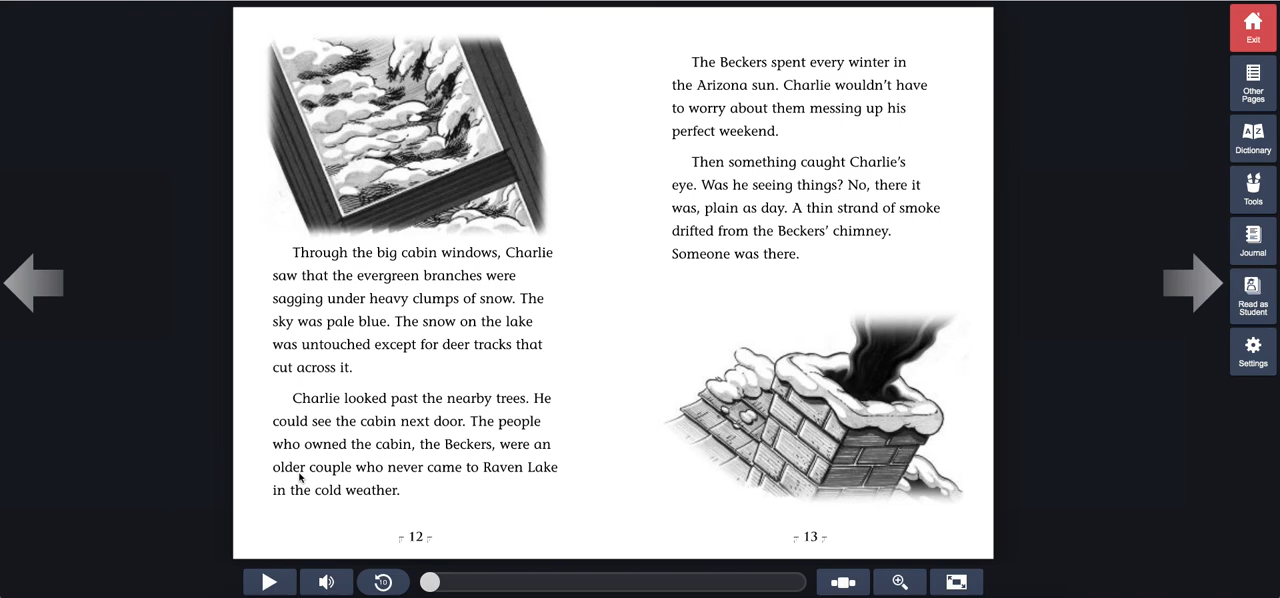 Through the big cabin windows, Charlie
saw that the evergreen branches were
sagging under heavy clumps of snow. The
sky was pale blue. The snow on the lake
was untouched except for deer tracks that
cut across it.
Charlie looked past the nearby trees. He
could see the cabin next door. The people
who owned the cabin, the Beckers, were an
older couple who never came to Raven Lake
in the cold weather.
12
The Beckers spent every winter in
the Arizona sun. Charlie wouldn’t have
to worry about them messing up his
perfect weekend.
Then something caught Charlie’s
eye. Was he seeing things? No, there it
was, plain as day. A thin strand of smoke
drifted from the Beckers’ chimney.
Someone was there.
13
Exit
Other
Pages
A Z
Dictionary
Tools
Journal
Read as
Student
Settings
10